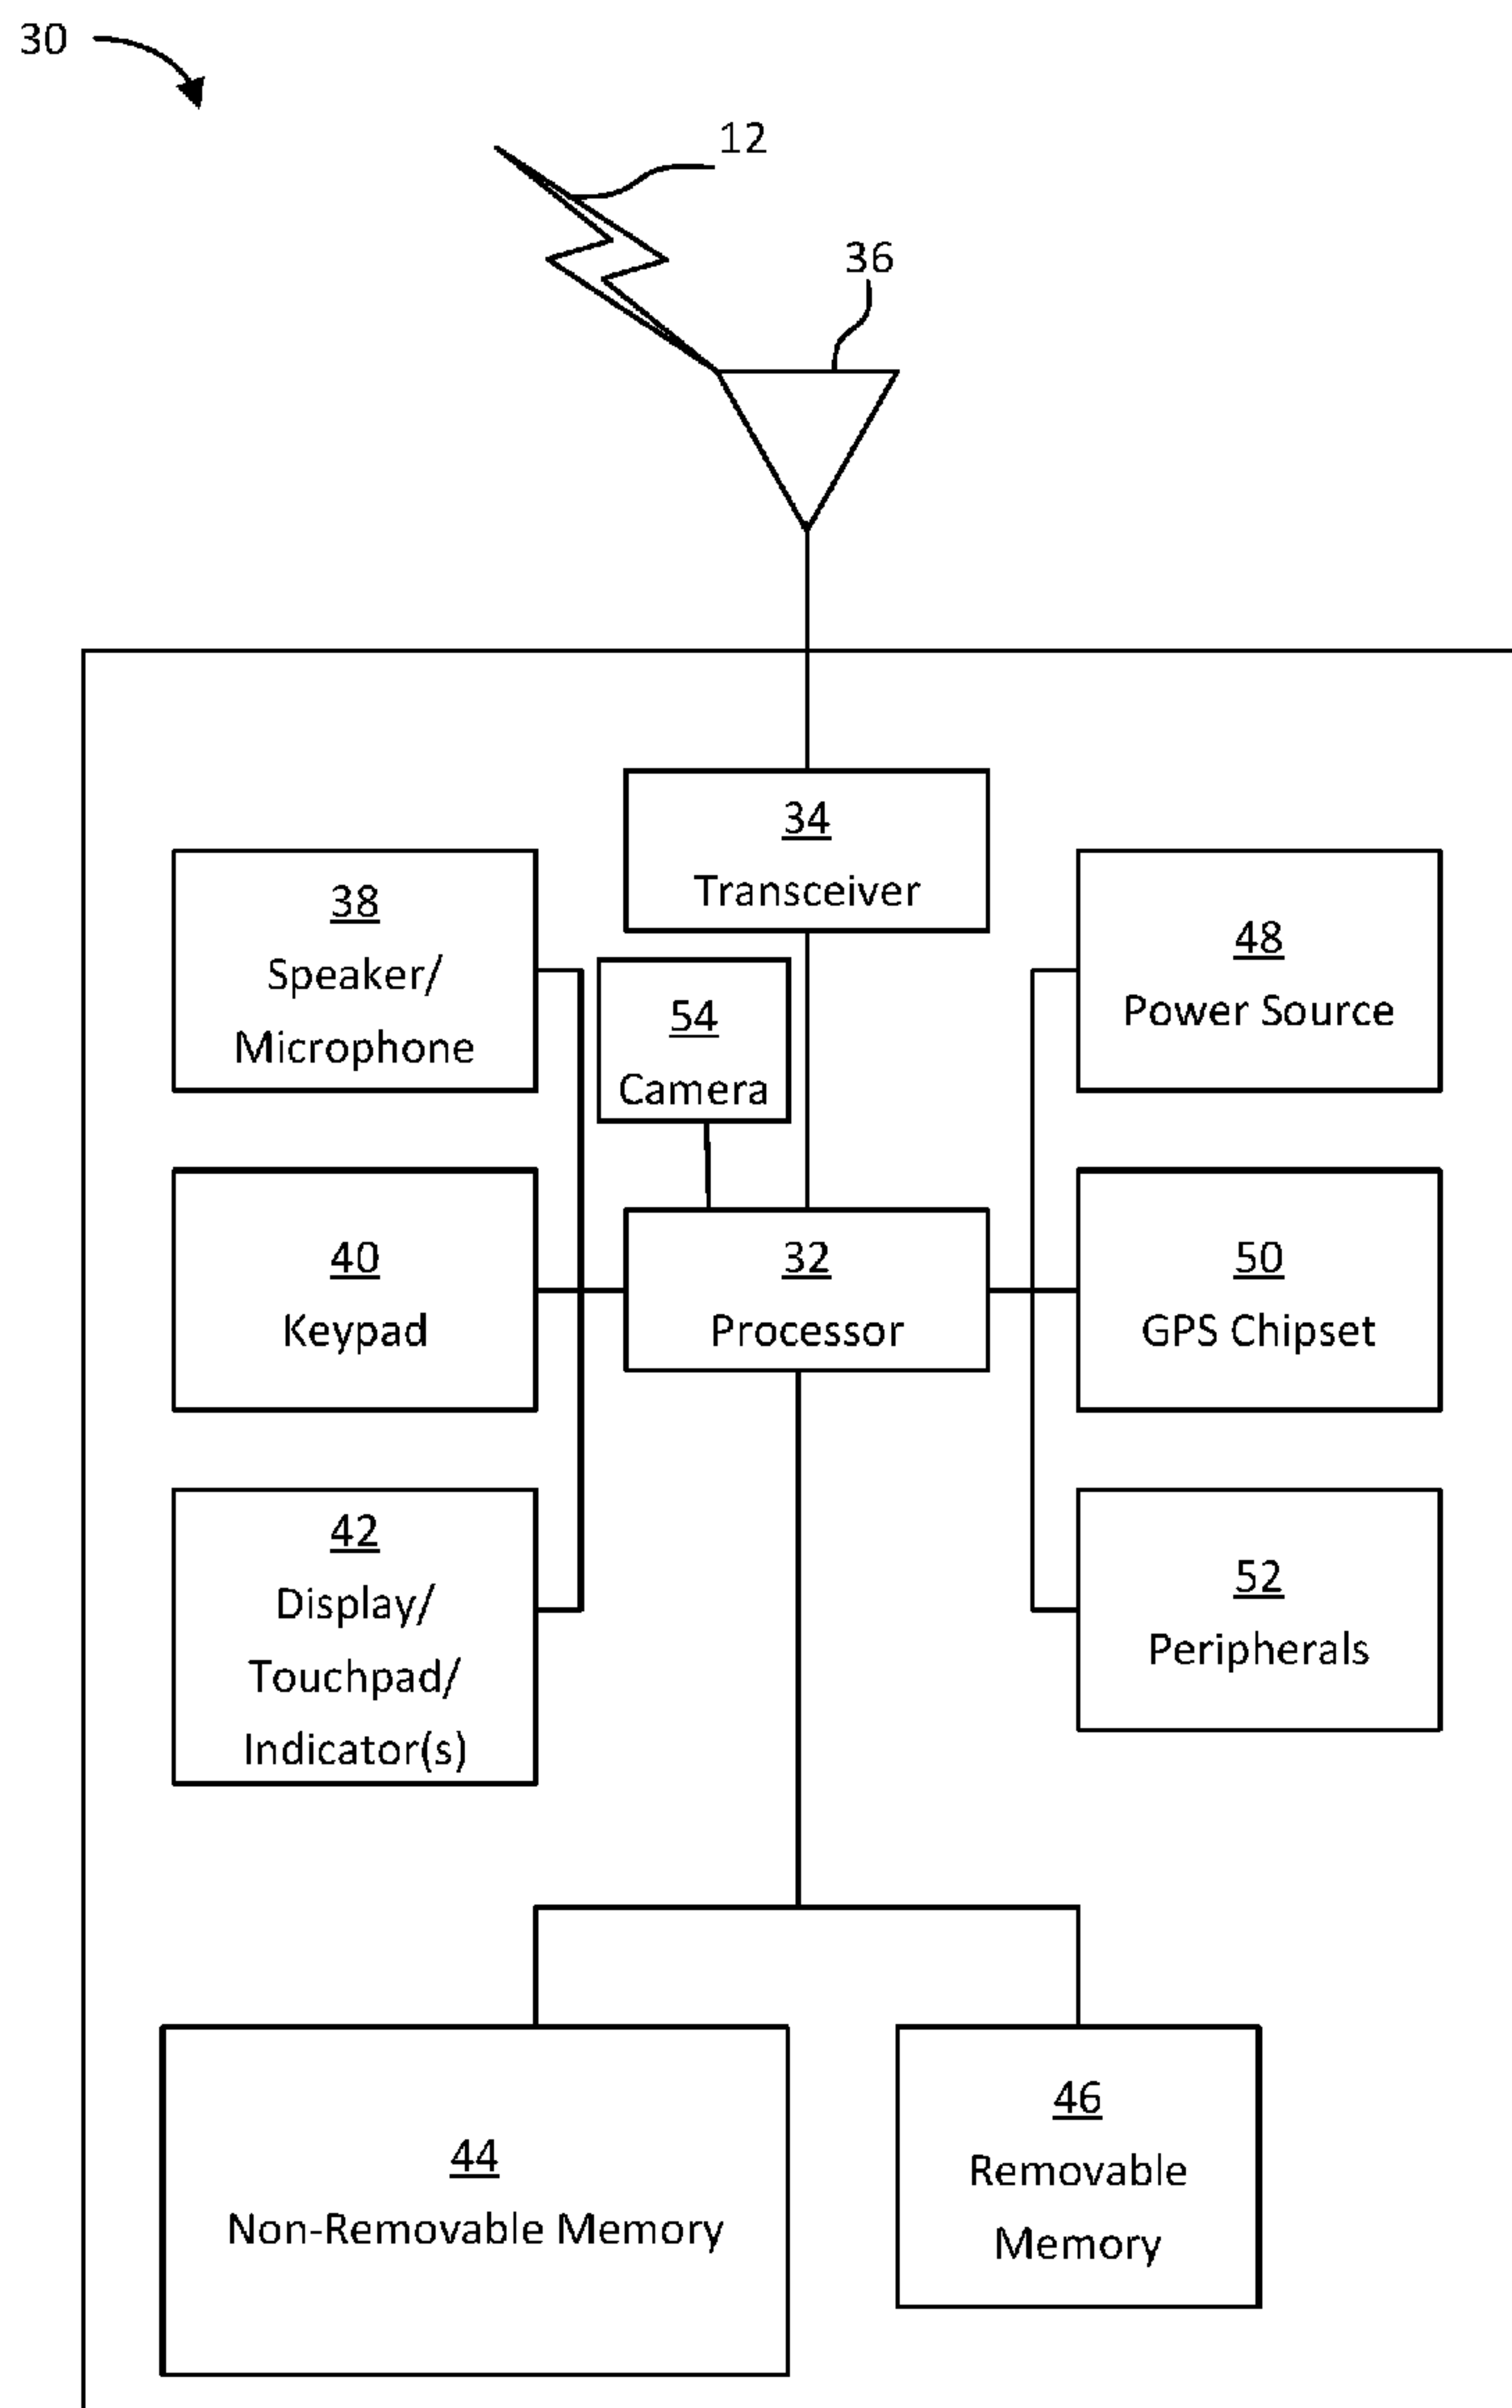 30
12
36
34
Transceiver
38
Speaker/
Microphone
54
Camera
48
Power Source
40
Keypad
32
Processor
50
GPS Chipset
42
Display/
Touchpad/
Indicator(s)
52
Peripherals
44
Non-Removable Memory
46
Removable
Memory